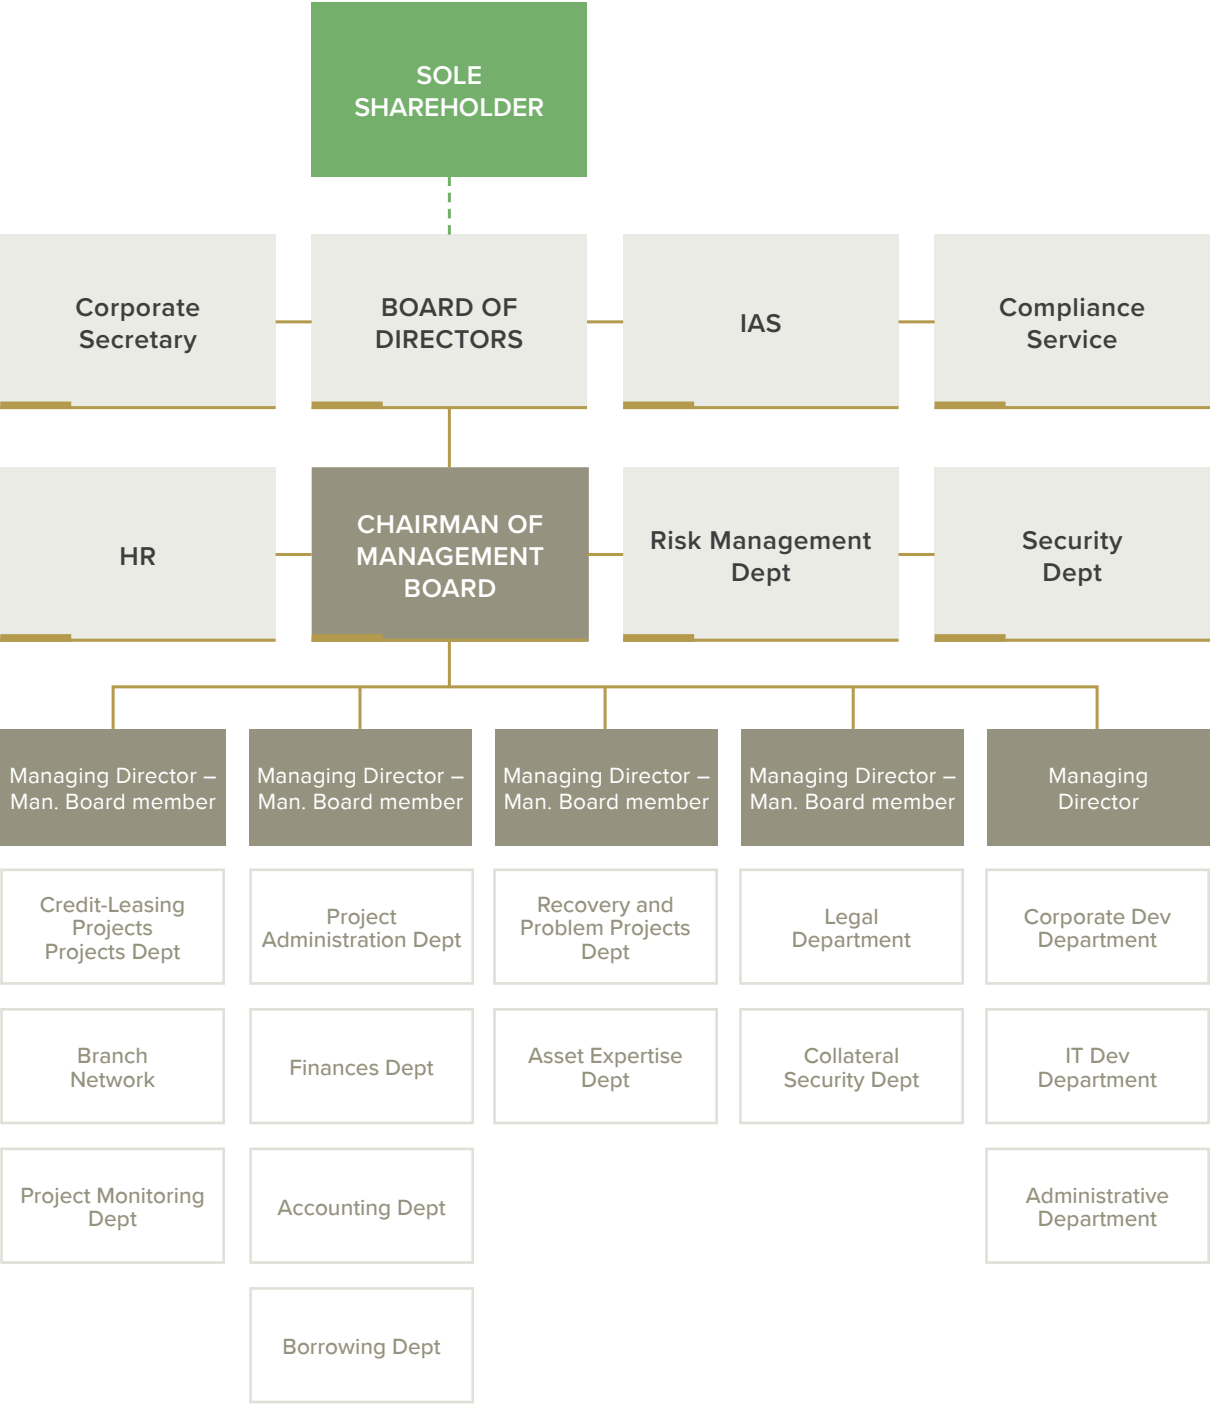 SOLE
SHAREHOLDER
Corporate
Secretary
BOARD OF
DIRECTORS
IAS
Compliance
Service
HR
CHAIRMAN OF
MANAGEMENT
BOARD
Risk Management
Dept
Security
Dept
Managing Director –
Man. Board member
Managing Director –
Man. Board member
Managing Director –
Man. Board member
Managing Director –
Man. Board member
Managing
Director
Credit-Leasing
Projects
Projects Dept
Project
Administration Dept
Recovery and
Problem Projects
Dept
Legal
Department
Corporate Dev
Department
Branch
Network
Finances Dept
Asset Expertise
Dept
Collateral
Security Dept
IT Dev
Department
Project Monitoring
Dept
Accounting Dept
Administrative
Department
Borrowing Dept